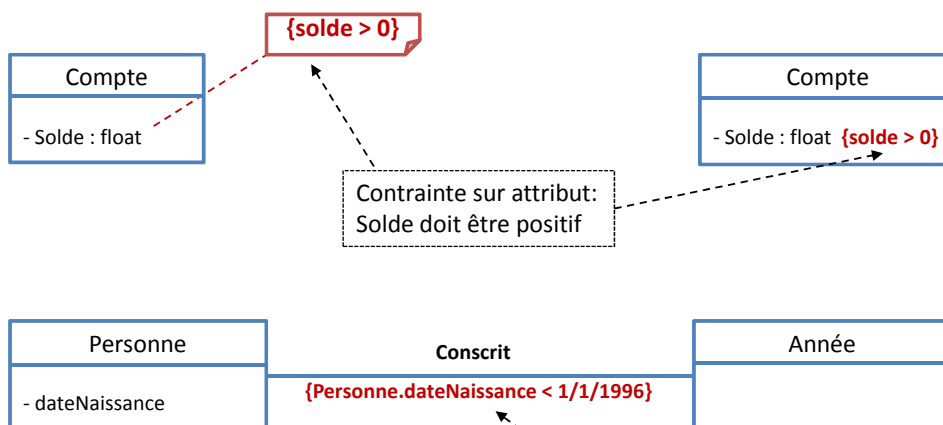 {solde > 0}
Compte
- Solde : float
Compte
- Solde : float {solde > 0}
Contrainte sur attribut:
Solde doit être positif
Personne
- dateNaissance
Conscrit
{Personne.dateNaissance < 1/1/1996}
Année